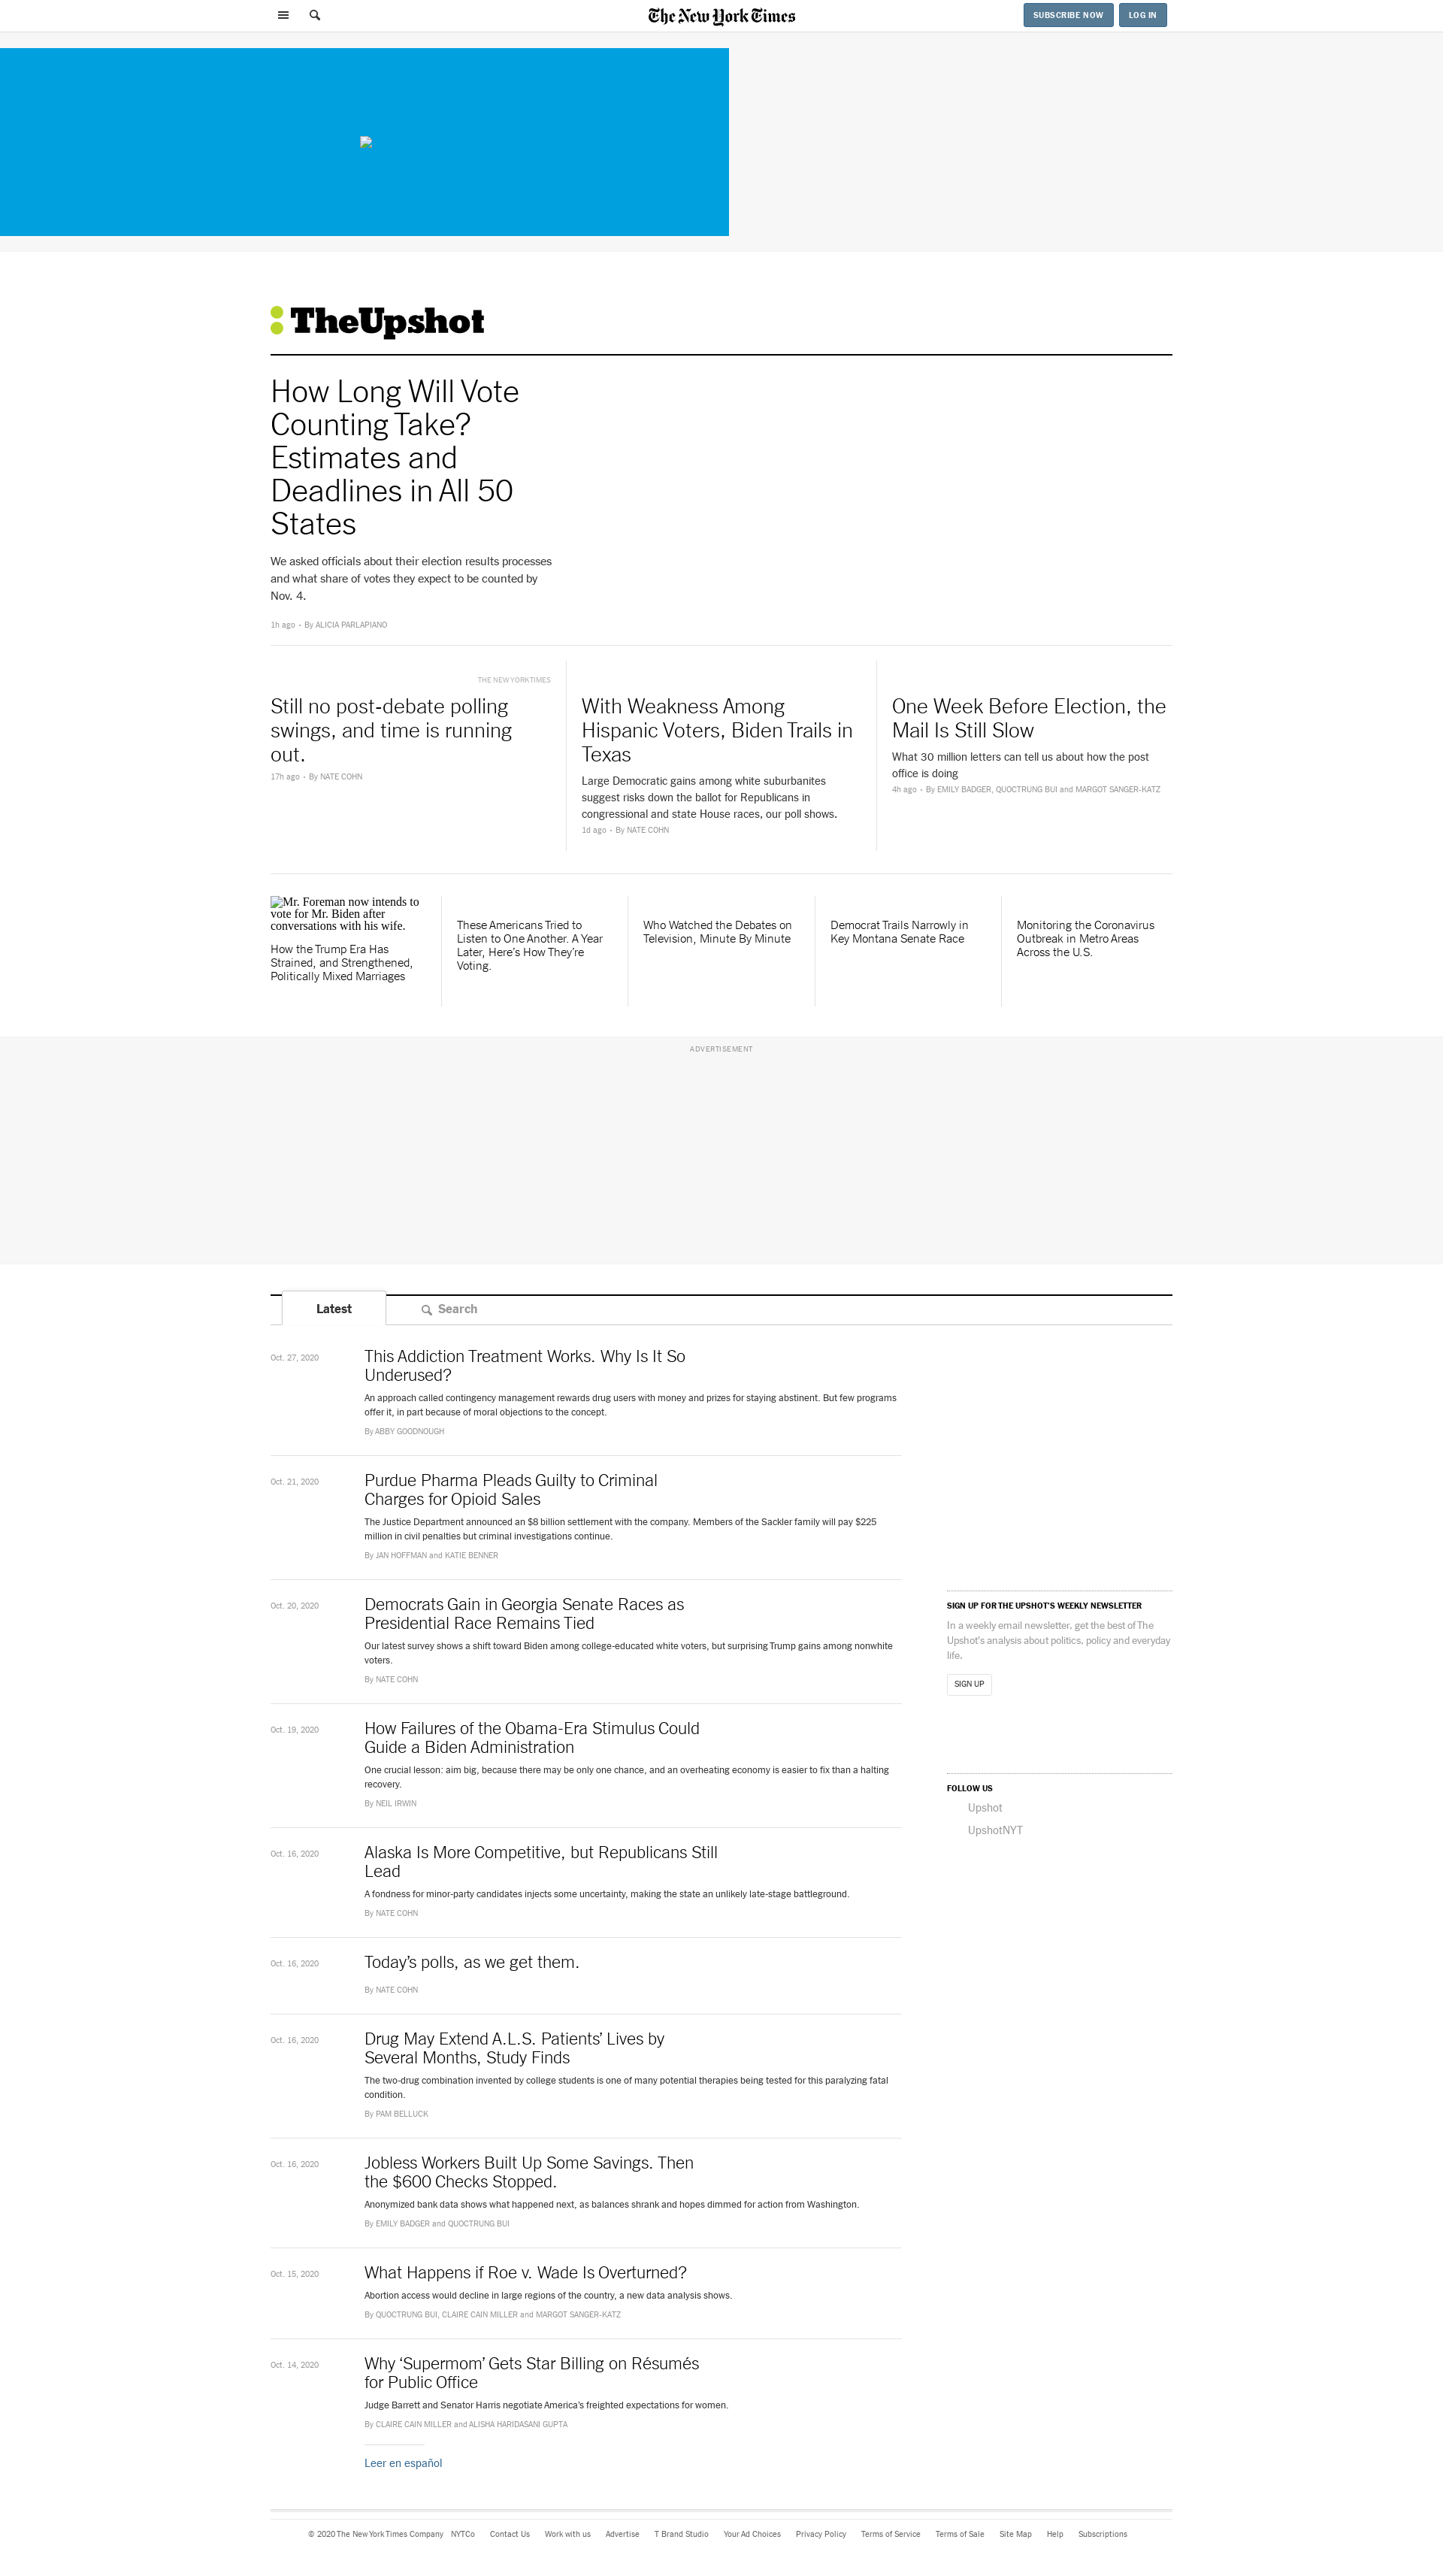 The New York Times
SUBSCRIBE NOW
LOG IN
TheUpshot
How Long Will Vote
Counting Take?
Estimates and
Deadlines in All 50
States
We asked officials about their election results processes
and what share of votes they expect to be counted by
Nov. 4.
1h ago • By ALICIA PARLAPIANO
THE NEW YORK TIMES
Still no post-debate polling
swings, and time is running
out.
17h ago • By NATE COHN
With Weakness Among
Hispanic Voters, Biden Trails in
Texas
Large Democratic gains among white suburbanites
suggest risks down the ballot for Republicans in
congressional and state House races, our poll shows.
1d ago • By NATE COHN
One Week Before Election, the
Mail Is Still Slow
What 30 million letters can tell us about how the post
office is doing
4h ago • By EMILY BADGER, QUOCTRUNG BUI and MARGOT SANGER-KATZ
Mr. Foreman now intends to
vote for Mr. Biden after
conversations with his wife.
How the Trump Era Has
Strained, and Strengthened,
Politically Mixed Marriages
These Americans Tried to
Listen to One Another. A Year
Later, Here’s How They’re
Voting.
Who Watched the Debates on
Television, Minute By Minute
Democrat Trails Narrowly in
Key Montana Senate Race
Monitoring the Coronavirus
Outbreak in Metro Areas
Across the U.S.
ADVERTISEMENT
Latest
Search
Oct. 27, 2020
This Addiction Treatment Works. Why Is It So
Underused?
An approach called contingency management rewards drug users with money and prizes for staying abstinent. But few programs
offer it, in part because of moral objections to the concept.
By ABBY GOODNOUGH
Oct. 21, 2020
Purdue Pharma Pleads Guilty to Criminal
Charges for Opioid Sales
The Justice Department announced an $8 billion settlement with the company. Members of the Sackler family will pay $225
million in civil penalties but criminal investigations continue.
By JAN HOFFMAN and KATIE BENNER
Oct. 20, 2020
Democrats Gain in Georgia Senate Races as
Presidential Race Remains Tied
Our latest survey shows a shift toward Biden among college-educated white voters, but surprising Trump gains among nonwhite
voters.
By NATE COHN
Oct. 19, 2020
How Failures of the Obama-Era Stimulus Could
Guide a Biden Administration
One crucial lesson: aim big, because there may be only one chance, and an overheating economy is easier to fix than a halting
recovery.
By NEIL IRWIN
Oct. 16, 2020
Alaska Is More Competitive, but Republicans Still
Lead
A fondness for minor-party candidates injects some uncertainty, making the state an unlikely late-stage battleground.
By NATE COHN
Oct. 16, 2020
Today’s polls, as we get them.
By NATE COHN
Oct. 16, 2020
Drug May Extend A.L.S. Patients’ Lives by
Several Months, Study Finds
The two-drug combination invented by college students is one of many potential therapies being tested for this paralyzing fatal
condition.
By PAM BELLUCK
Oct. 16, 2020
Jobless Workers Built Up Some Savings. Then
the $600 Checks Stopped.
Anonymized bank data shows what happened next, as balances shrank and hopes dimmed for action from Washington.
By EMILY BADGER and QUOCTRUNG BUI
Oct. 15, 2020
What Happens if Roe v. Wade Is Overturned?
Abortion access would decline in large regions of the country, a new data analysis shows.
By QUOCTRUNG BUI, CLAIRE CAIN MILLER and MARGOT SANGER-KATZ
Oct. 14, 2020
Why ‘Supermom’ Gets Star Billing on Résumés
for Public Office
Judge Barrett and Senator Harris negotiate America’s freighted expectations for women.
By CLAIRE CAIN MILLER and ALISHA HARIDASANI GUPTA
Leer en español
SIGN UP FOR THE UPSHOT’S WEEKLY NEWSLETTER
In a weekly email newsletter, get the best of The
Upshot’s analysis about politics, policy and everyday
life.
SIGN UP
FOLLOW US
Upshot
UpshotNYT
© 2020 The New York Times Company NYTCo Contact Us Work with us Advertise T Brand Studio Your Ad Choices Privacy Policy Terms of Service Terms of Sale Site Map Help Subscriptions